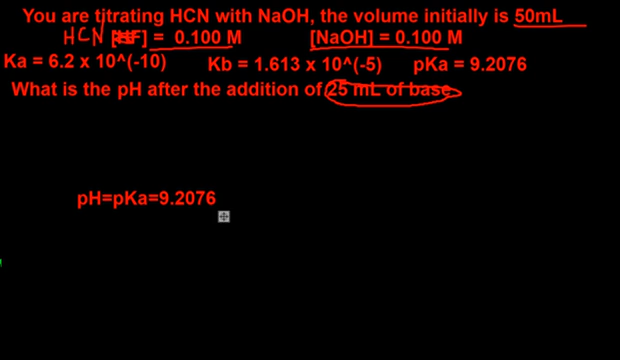 You are titrating HCN with NaOH, the volume initially is 50mL
HCN [HF] = 0.100 M [NaOH] = 0.100 M
Ka = 6.2 x 10^(-10) Kb = 1.613 x 10^(-5) pKa = 9.2076
What is the pH after the addition of 25 mL of base
pH=pKa=9.2076